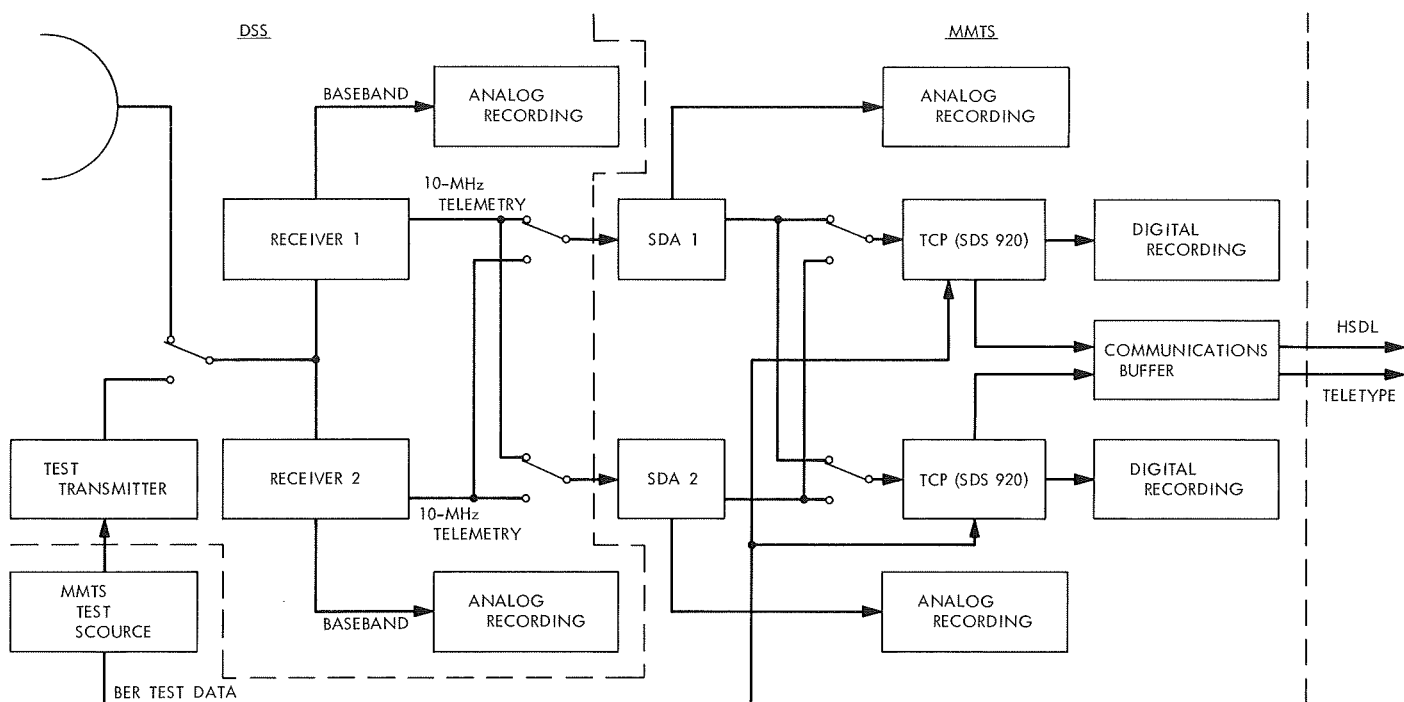 DSS
MMTS
BASEBAND
ANALOG
RECORDING
ANALOG
RECORDING
10-MHz
TELEMETRY
RECEIVER 1
SDA 1
TCP (SDS 920)
DIGITAL
RECORDING
HSDL
COMMUNICATIONS
BUFFER
TELETYPE
TEST
TRANSMITTER
RECEIVER 2
SDA 2
TCP (SDS 920)
DIGITAL
RECORDING
10-MHz
TELEMETRY
MMTS
TEST
SCOURCE
BASEBAND
ANALOG
RECORDING
ANALOG
RECORDING
BER TEST DATA